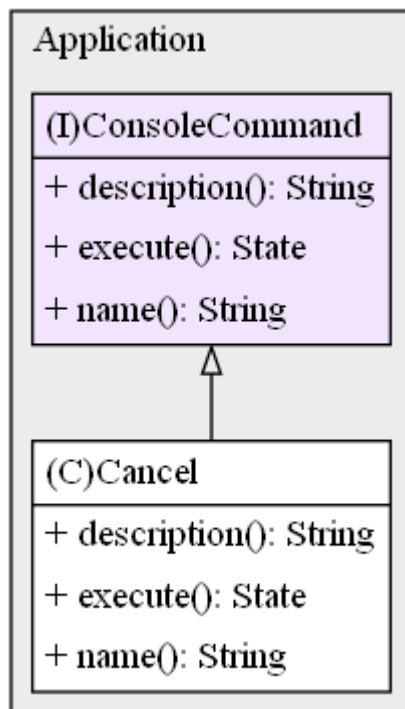 Application
(I)ConsoleCommand
+ description(): String
+ execute(): State
+ name(): String
(C)Cancel
+ description(): String
+ execute(): State
+ name(): String